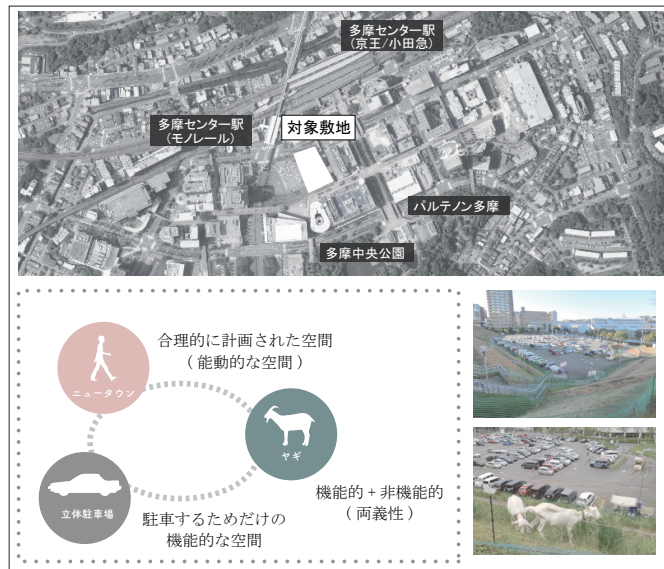 多摩センター駅
(京王/小田急)
多摩センター駅
(モノレール)
対象敷地
パルテノン多摩
多摩中央公園
合理的に計画された空間
(能動的な空間)
ニュータウン
ヤギ
機能的+非機能的
(両義性)
立体駐車場
駐車するためだけの
機能的な空間